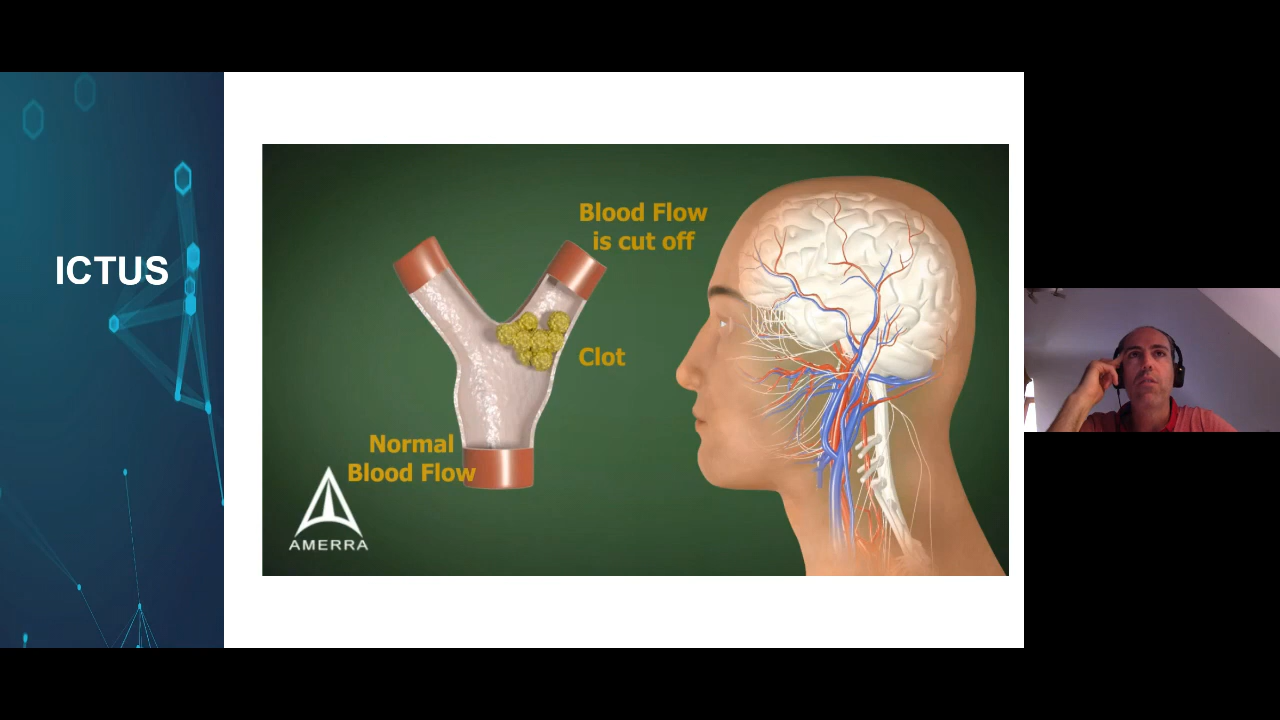 ICTUS
Blood Flow
is cut off
Clot
Normal
Blood Flow
AMERRA